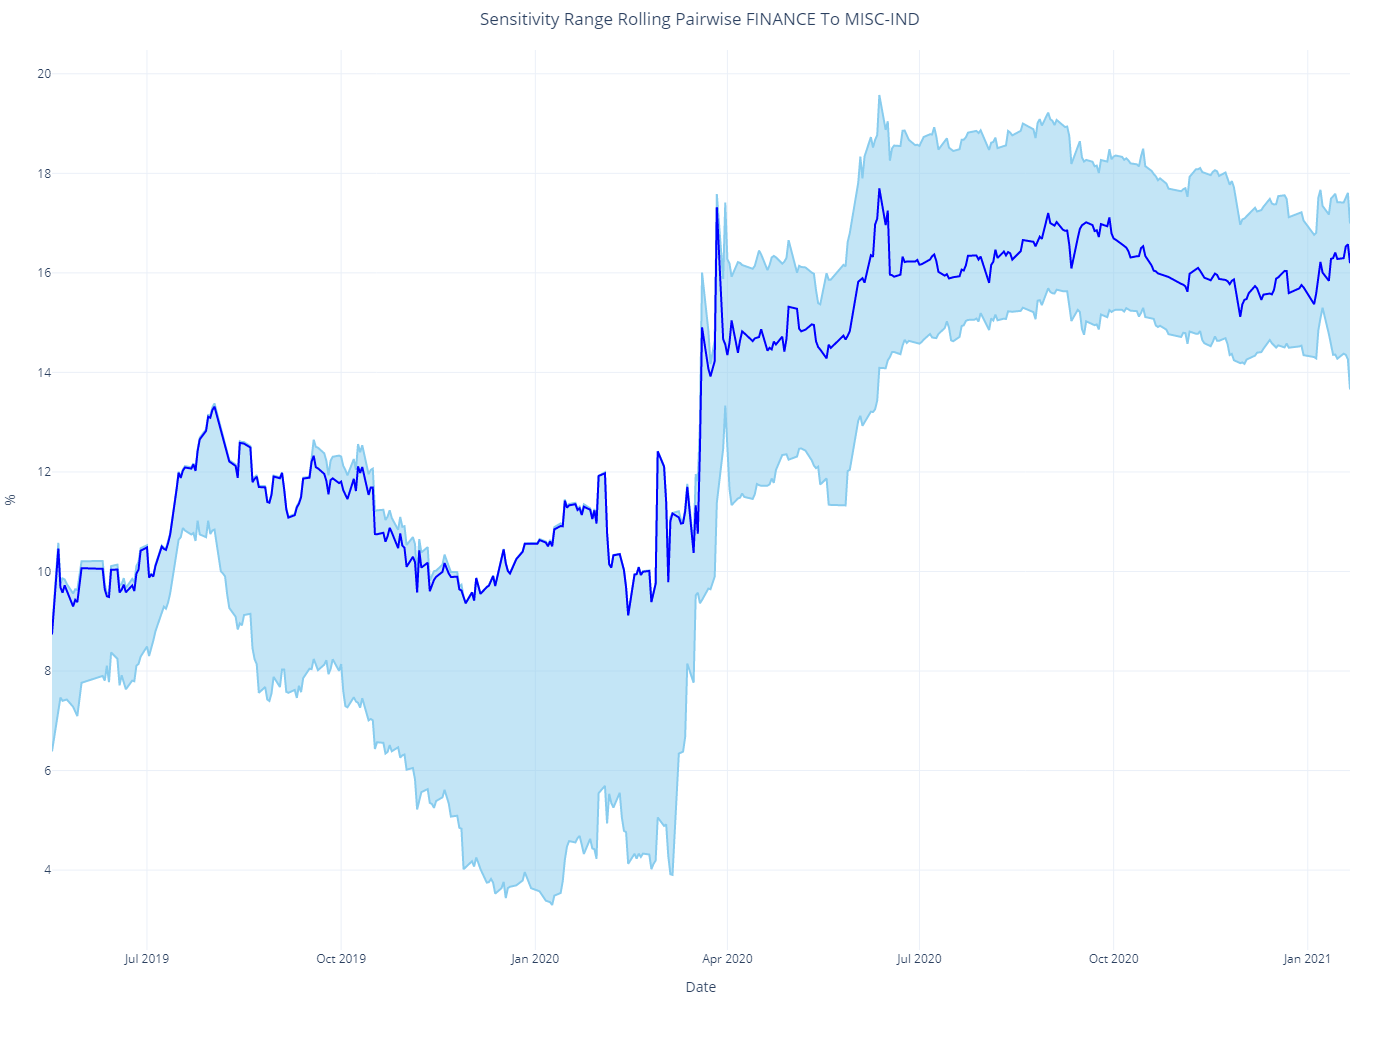 Sensitivity Range Rolling Pairwise FINANCE To MISC-IND
20
18
16
14
12
10
8
6
4
%
Jul 2019
Oct 2019
Jan 2020
Apr 2020
Jul 2020
Oct 2020
Jan 2021
Date